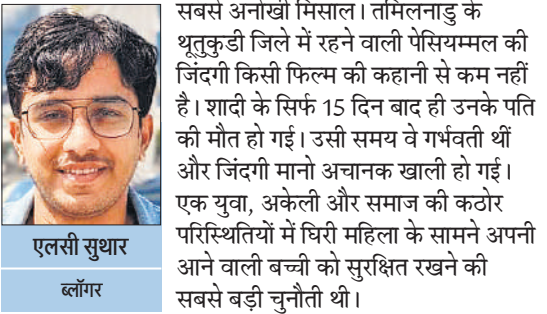 सबसे अनोखी मिसाल। तमिलनाडु के
थूतुकुडी जिले में रहने वाली पेसियम्मल की
जिंदगी किसी फिल्म की कहानी से कम नहीं
है। शादी के सिर्फ 15 दिन बाद ही उनके पति
की मौत हो गई। उसी समय वे गर्भवती थीं
और जिंदगी मानो अचानक खाली हो गई।
एक युवा, अकेली और समाज की कठोर
परिस्थितियों में घिरी महिला के सामने अपनी
आने वाली बच्ची को सुरक्षित रखने की
सबसे बड़ी चुनौती थी।
एलसी सुथार
ब्लॉगर